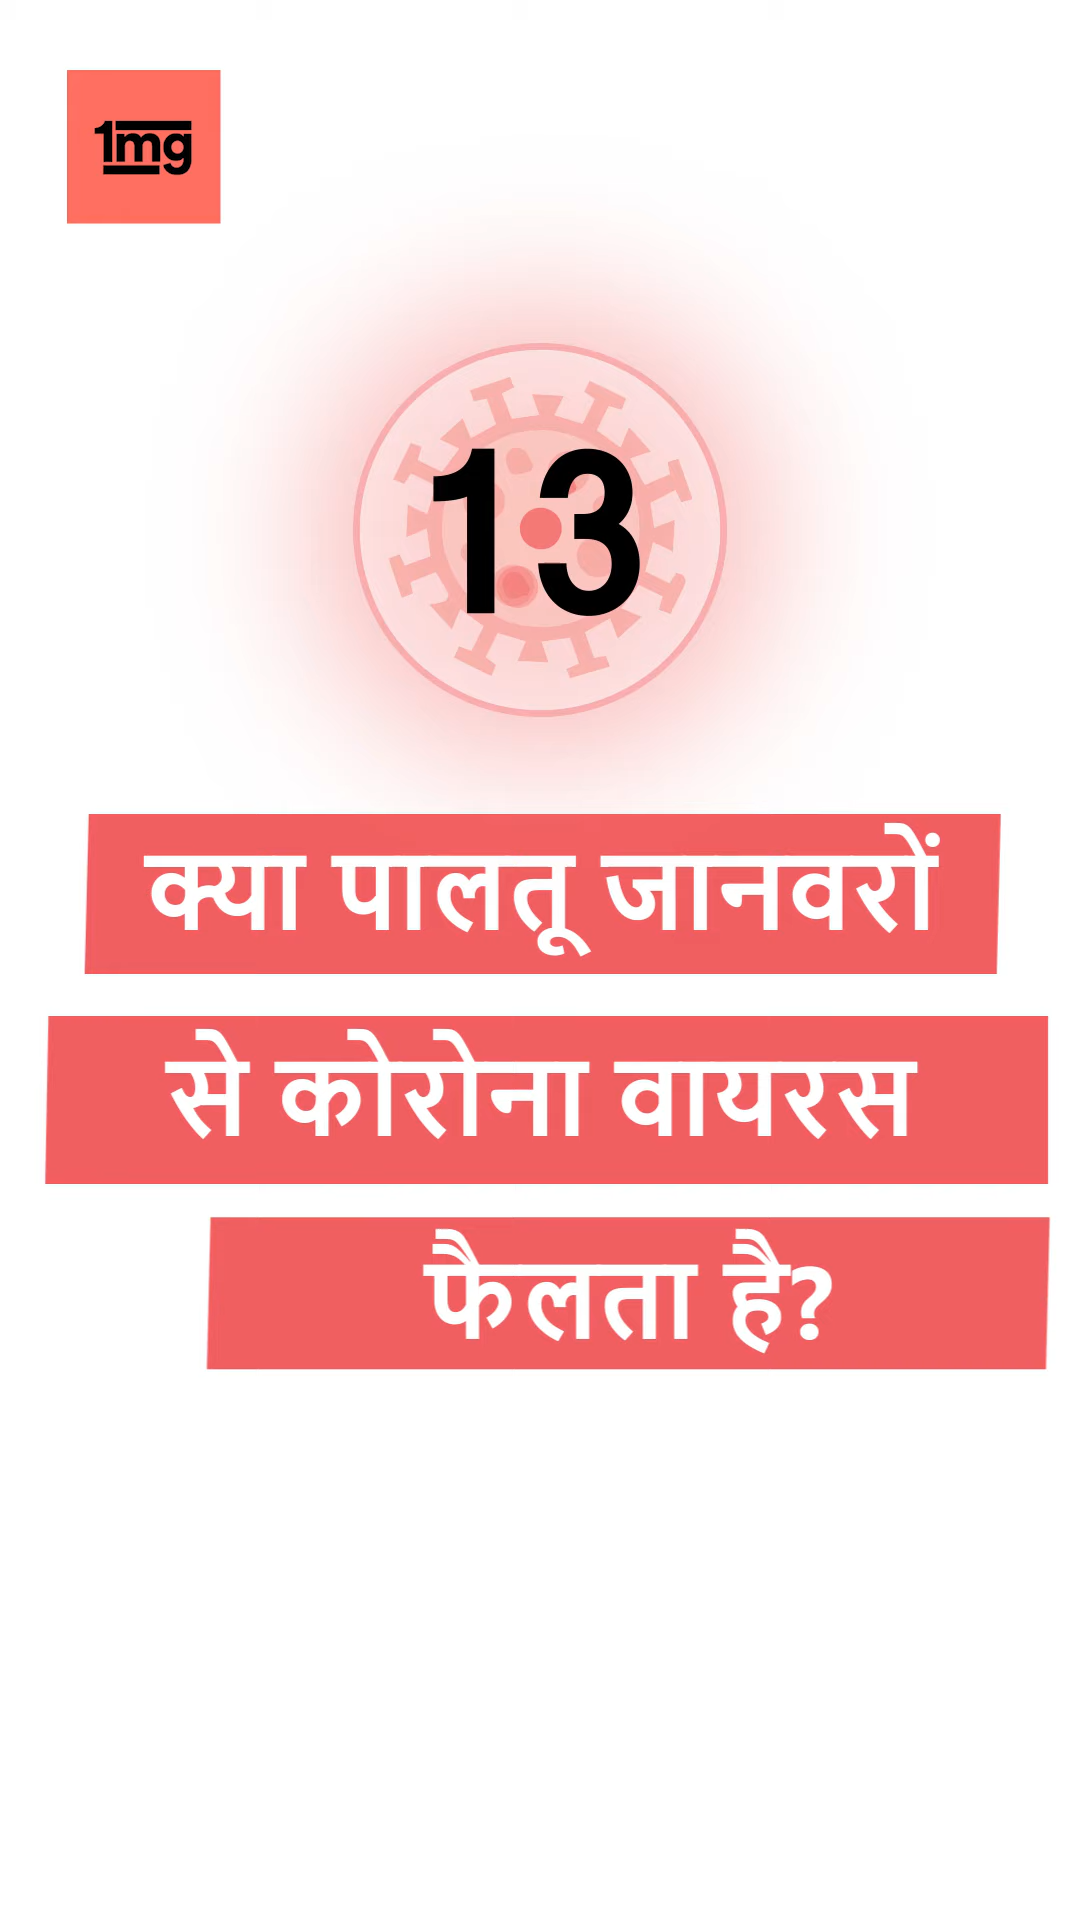 1mg
13
क्या पालतू जानवरों
से कोरोना वायरस
फैलता है?